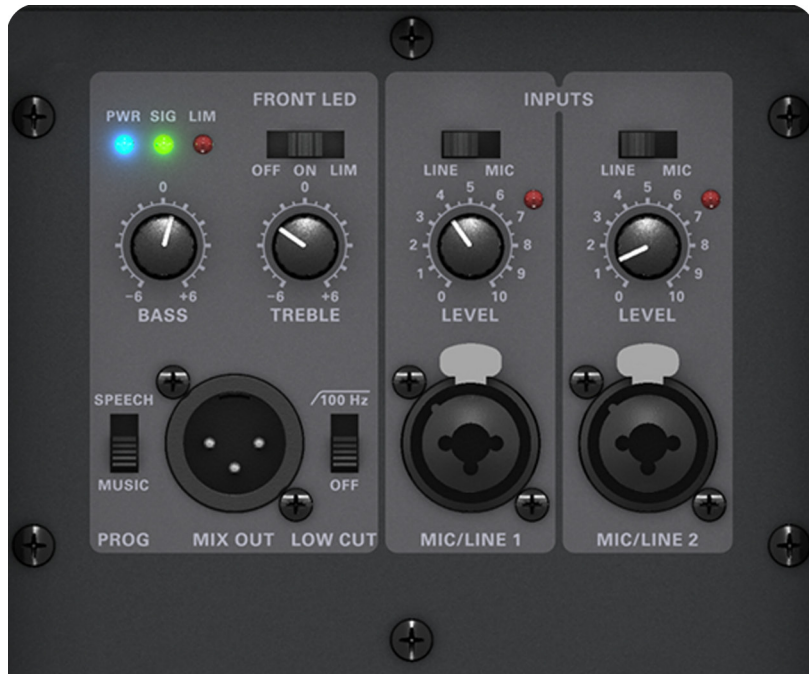 FRONT LED
INPUTS
PWR SIG LIM
OFF ON LIM
LINE MIC
LINE MIC
0
0
4 5 6
4 5 6
3 7
3 7
2 8
2 8
1 9
1 9
-6 +6
-6 +6
0 10
0 10
BASS
TREBLE
LEVEL
LEVEL
SPEECH
100 Hz
MUSIC
OFF
PROG
MIX OUT
LOW CUT
MIC/LINE 1
MIC/LINE 2